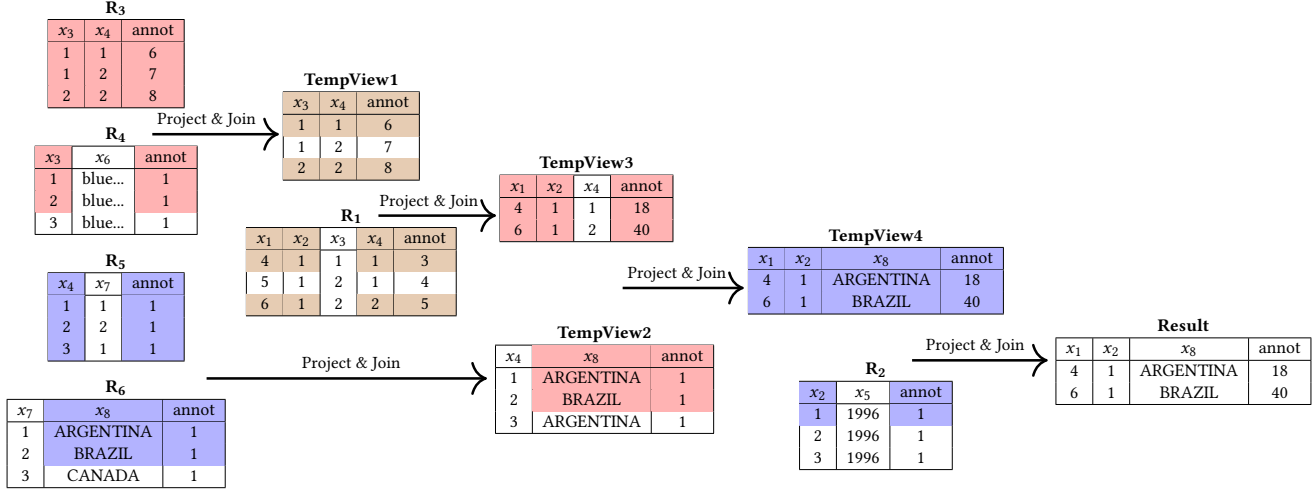 R3
x3 x4 annot
1 1 6
1 2 7
2 2 8
R4
x3 x6 annot
1 blue... 1
2 blue... 1
3 blue... 1
Project & Join
TempView1
x3 x4 annot
1 1 6
1 2 7
2 2 8
R1
x1 x2 x3 x4 annot
4 1 1 1 3
5 1 2 1 4
6 1 2 2 5
Project & Join
TempView3
x1 x2 x4 annot
4 1 1 18
6 1 2 40
R5
x4 x7 annot
1 1 1
2 2 1
3 1 1
R6
x7 x8 annot
1 ARGENTINA 1
2 BRAZIL 1
3 CANADA 1
Project & Join
TempView2
x4 x8 annot
1 ARGENTINA 1
2 BRAZIL 1
3 ARGENTINA 1
Project & Join
TempView4
x1 x2 x8 annot
4 1 ARGENTINA 18
6 1 BRAZIL 40
R2
x2 x5 annot
1 1996 1
2 1996 1
3 1996 1
Project & Join
Result
x1 x2 x8 annot
4 1 ARGENTINA 18
6 1 BRAZIL 40